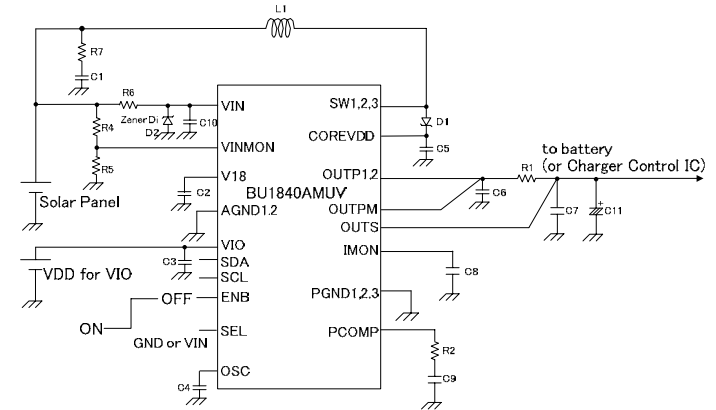 L1
R7
C1
R6
VIN
SW1,2,3
Zener Di
D2
C10
D1
R4
COREVDD
VINMON
C5
to battery
(or Charger Control IC)
R5
V18
OUTP1,2
R1
C2
BU1840AMUV
C6
Solar Panel
AGND1.2
OUTPM
C7
C11
OUTS
VIO
IMON
C3
SDA
VDD for VIO
SCL
C8
OFF
ENB
PGND1,2,3
ON
SEL
PCOMP
GND or VIN
R2
OSC
C4
C9